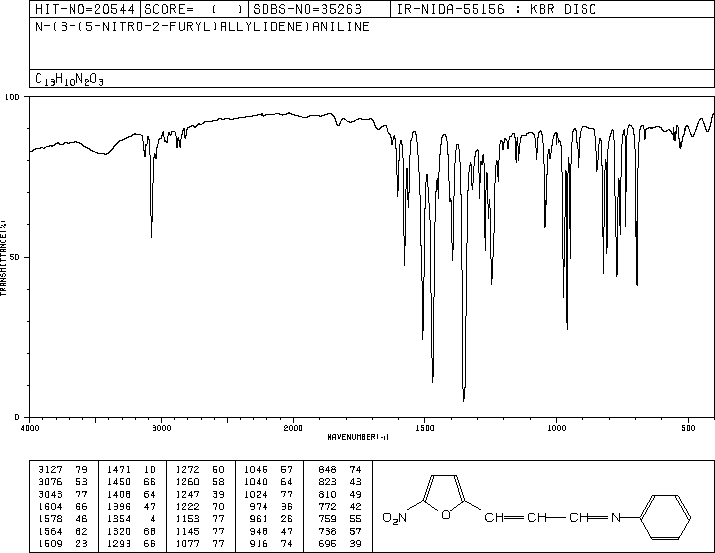 HIT-NO=20544 SCORE= ( ) SDBS-NO=35263 IR-NIDA-55156 : KBR DISC
N-(3-(5-NITRO-2-FURYL)ALLYLIDENE)ANILINE
C13H10N2O3
100
50
0
TRANSMITTANCE(%)
4000 3000 2000 1500 1000 500
WAVENUMBER(-1)
3127 79 1471 10 1272 50 1046 57 848 74
3076 53 1450 66 1260 58 1040 64 823 43
3043 77 1408 64 1247 39 1024 77 810 49
1604 66 1396 47 1222 70 974 36 772 42
1578 46 1354 4 1153 77 961 26 759 55
1564 62 1320 68 1145 77 948 47 738 57
1509 23 1293 66 1077 77 916 74 695 39
O2N O CH=CH—CH=N